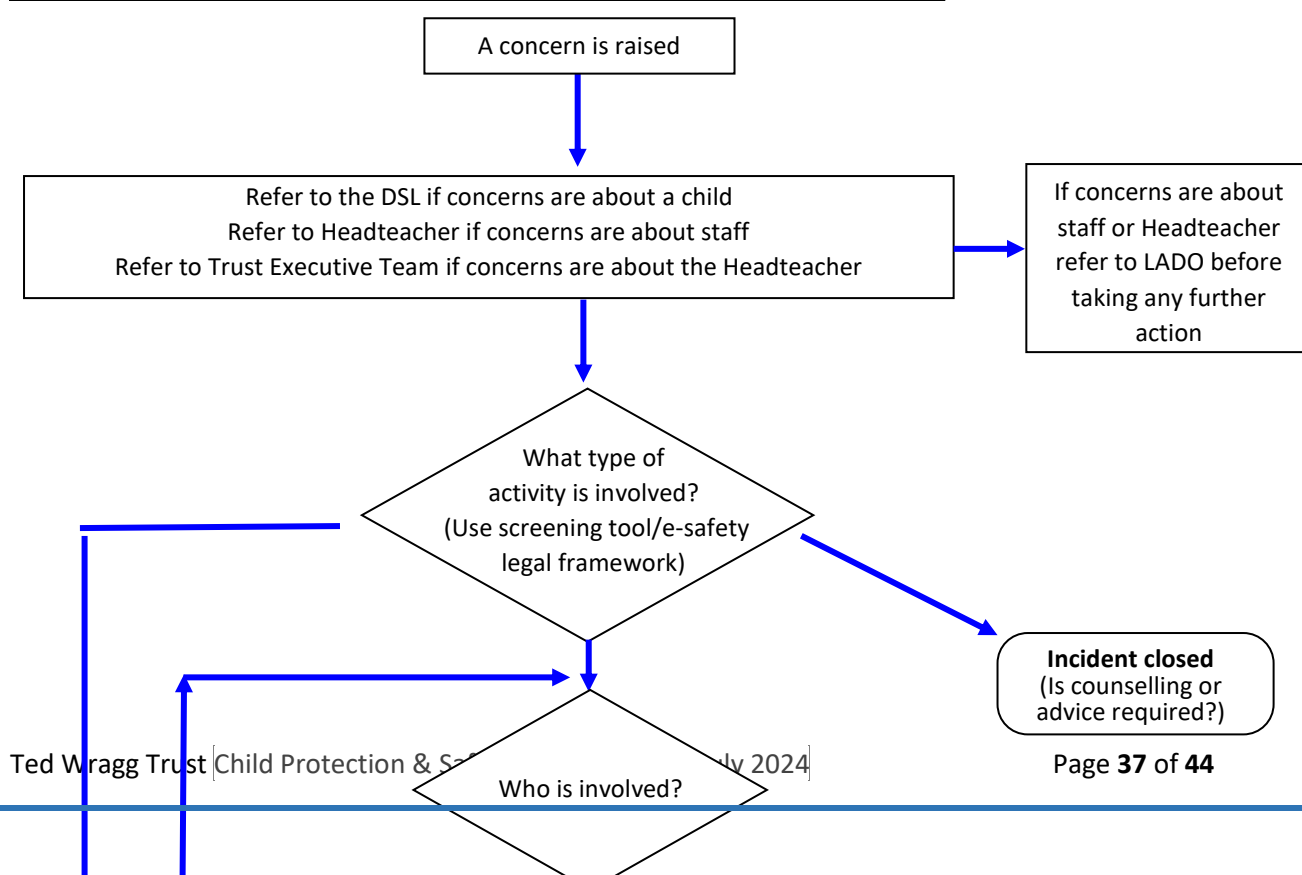 A concern is raised
Refer to the DSL if concerns are about a child
Refer to Headteacher if concerns are about staff
Refer to Trust Executive Team if concerns are about the Headteacher
If concerns are about
staff or Headteacher
refer to LADO before
taking any further
action
What type of
activity is involved?
(Use screening tool/e-safety
legal framework)
Incident closed
(Is counselling or
advice required?)
Who is involved?
Ted Wragg Trust Child Protection & 2024 Page 37 of 44